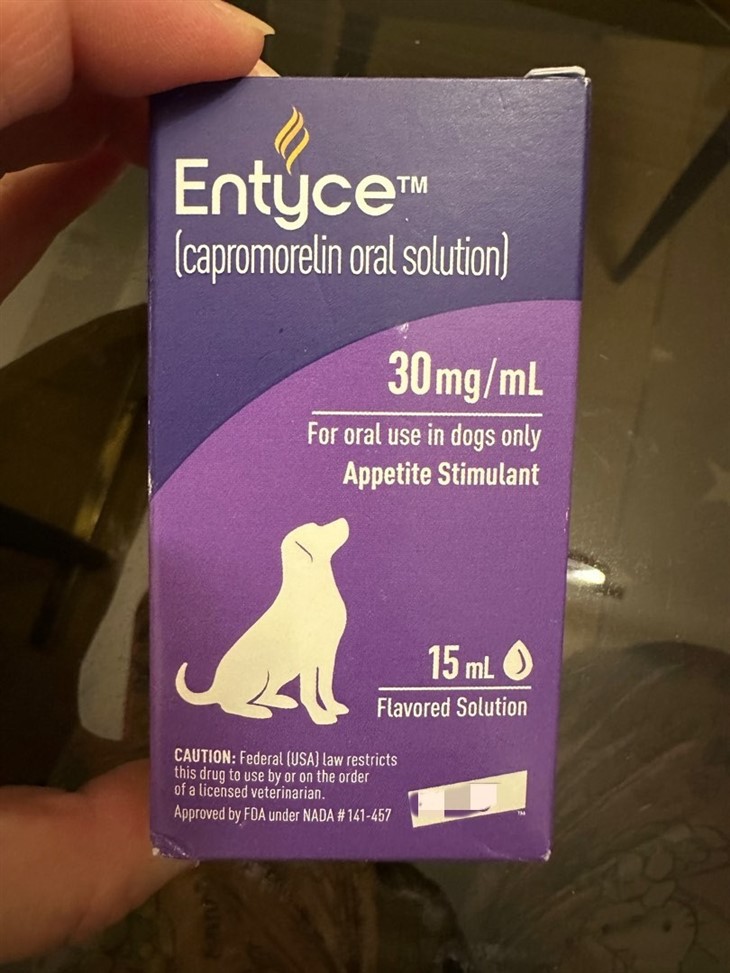 Entyce™
(capromorelin oral solution)
30 mg/mL
For oral use in dogs only
Appetite Stimulant
15 mL
Flavored Solution
CAUTION: Federal (USA) law restricts
this drug to use by or on the order
of a licensed veterinarian.
Approved by FDA under NADA # 141-457